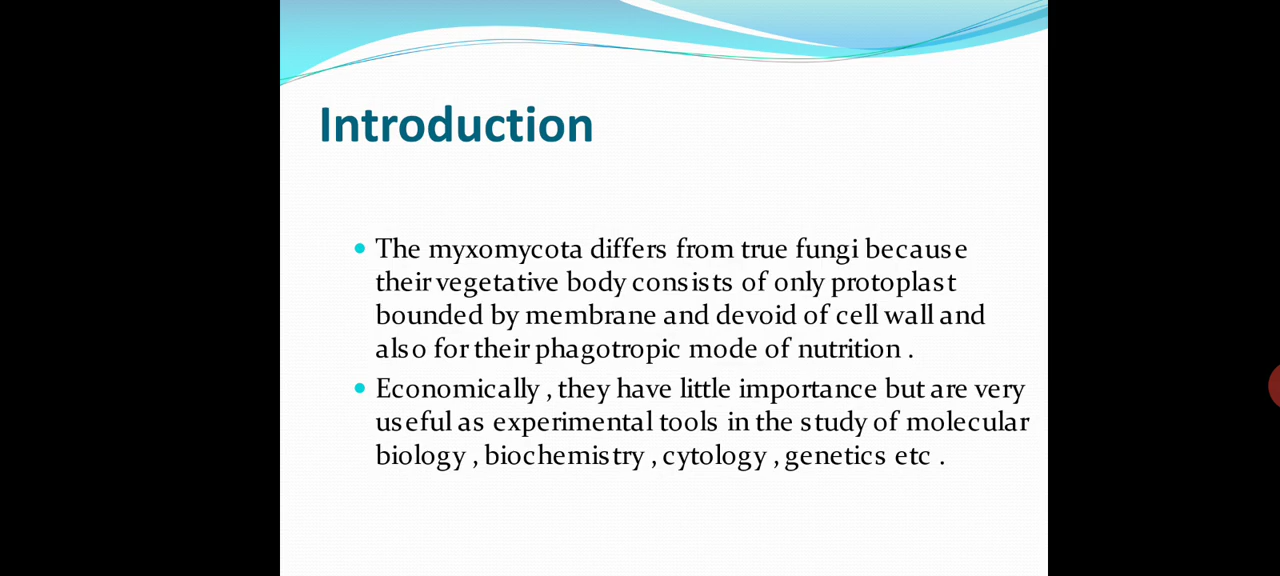 Introduction
The myxomycota differs from true fungi because
their vegetative body consists of only protoplast
bounded by membrane and devoid of cell wall and
also for their phagotropic mode of nutrition .
Economically , they have little importance but are very
useful as experimental tools in the study of molecular
biology , biochemistry , cytology , genetics etc .